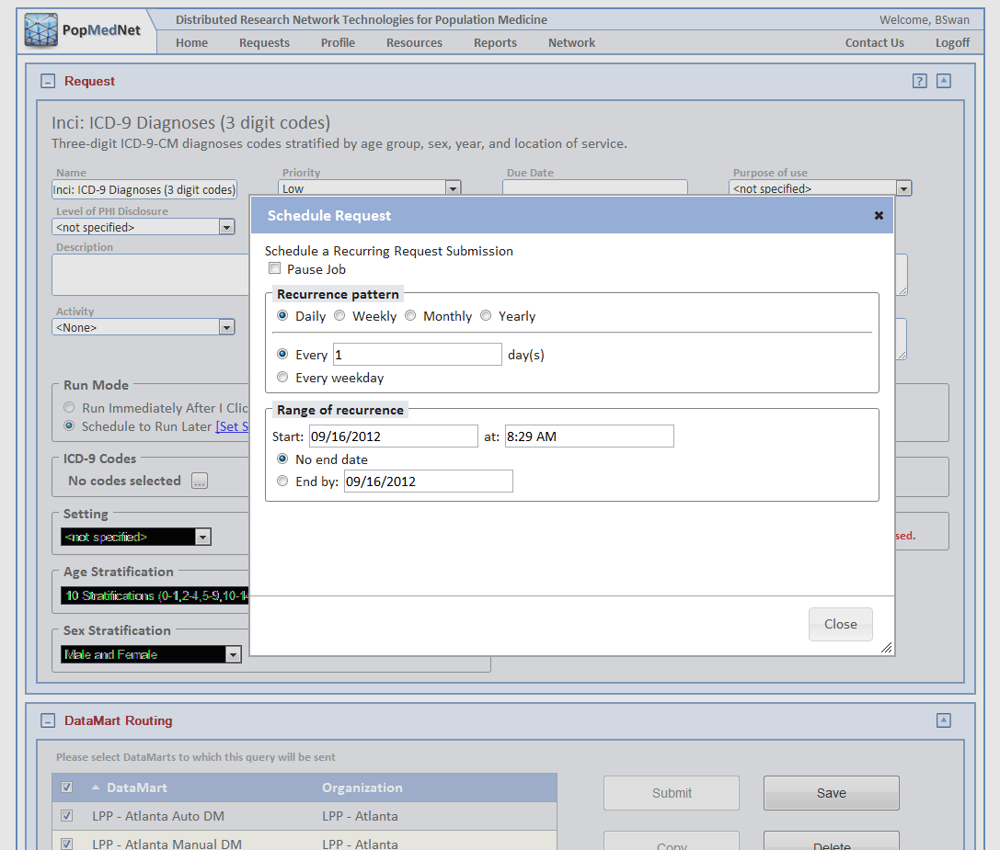 PopMedNet
Distributed Research Network Technologies for Population Medicine
Welcome, BSwan
Home Requests Profile Resources Reports Network Contact Us Logoff
Request
?
Inci: ICD-9 Diagnoses (3 digit codes)
Three-digit ICD-9-CM diagnoses codes stratified by age group, sex, year, and location of service.
Name Priority Due Date Purpose of use
Inci: ICD-9 Diagnoses (3 digit codes) Low <not specified>
Level of PHI Disclosure
<not specified>
Description
Activity
<None>
Run Mode
Run Immediately After I Clic
Schedule to Run Later [Set S
ICD-9 Codes
No codes selected ...
Setting
<not specified>
sed.
Age Stratification
10 Stratifications (0-1,2-4,5-9,10-14
Sex Stratification
Male and Female
Schedule Request
Schedule a Recurring Request Submission
Pause Job
Recurrence pattern
Daily Weekly Monthly Yearly
Every 1 day(s)
Every weekday
Range of recurrence
Start: 09/16/2012 at: 8:29 AM
No end date
End by: 09/16/2012
Close
DataMart Routing
Please select DataMarts to which this query will be sent
DataMart Organization
LPP - Atlanta Auto DM LPP - Atlanta
LPP - Atlanta Manual DM LPP - Atlanta
Submit Save
Copy Delete